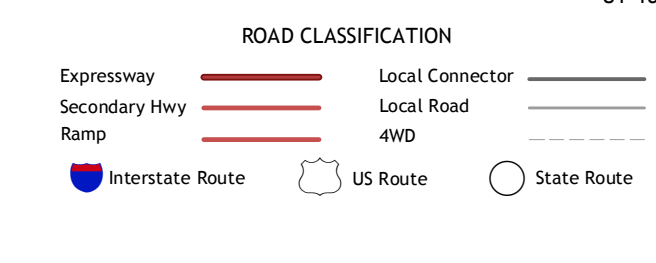 ROAD CLASSIFICATION
Expressway
Local Connector
Secondary Hwy
Local Road
Ramp
4WD
Interstate Route
US Route
State Route